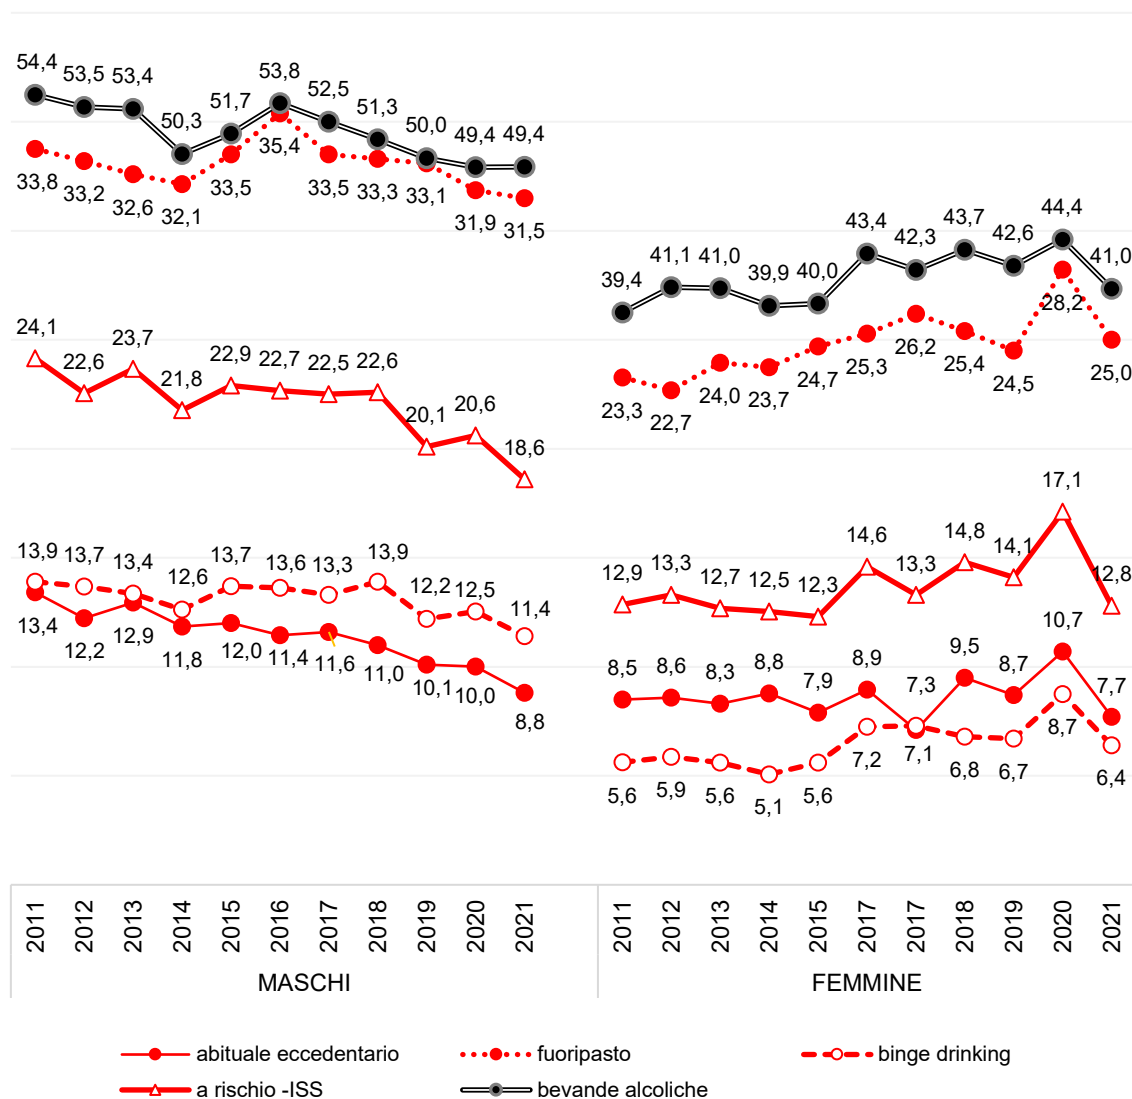 54,4 53,5 53,4 50,3 51,7 53,8 52,5 51,3 50,0 49,4 49,4
33,8 33,2 32,6 32,1 33,5 35,4 33,5 33,3 33,1 31,9 31,5
24,1 22,6 23,7 21,8 22,9 22,7 22,5 22,6 20,1 20,6 18,6
13,9 13,7 13,4 12,6 13,7 13,6 13,3 13,9 12,2 12,5 11,4
13,4 12,2 12,9 11,8 12,0 11,4 11,6 11,0 10,1 10,0 8,8
39,4 41,1 41,0 39,9 40,0 43,4 42,3 43,7 42,6 44,4 41,0
23,3 22,7 24,0 23,7 24,7 25,3 26,2 25,4 24,5 28,2 25,0
12,9 13,3 12,7 12,5 12,3 14,6 13,3 14,8 14,1 17,1 12,8
8,5 8,6 8,3 8,8 7,9 8,9 7,3 9,5 8,7 10,7 7,7
5,6 5,9 5,6 5,1 5,6 7,2 7,1 6,8 6,7 8,7 6,4
2011 2012 2013 2014 2015 2016 2017 2018 2019 2020 2021
2011 2012 2013 2014 2015 2017 2017 2018 2019 2020 2021
MASCHI
FEMMINE
abituale eccedentario
fuoripasto
binge drinking
a rischio -ISS
bevande alcoliche